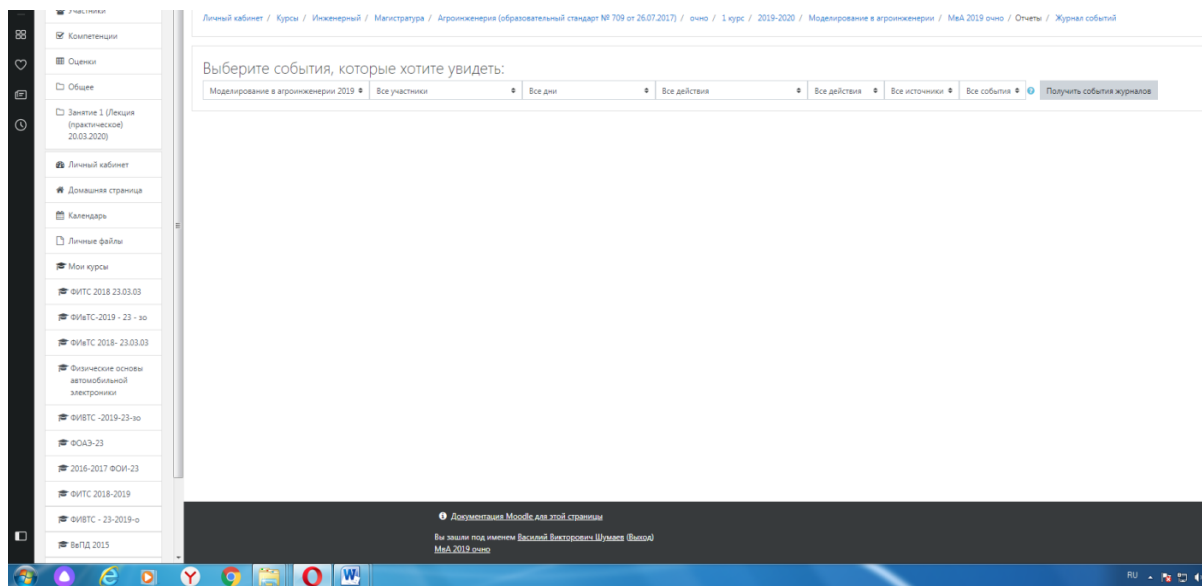 Участники
Личный кабинет / Курсы / Инженерный / Магистратура / Агроинженерия (образовательный стандарт № 709 от 26.07.2017) / очно / 1 курс / 2019-2020 / Моделирование в агроинженерии / МвА 2019 очно / Отчеты / Журнал событий
Компетенции
Оценки
Общее
Занятие 1 (Лекция
(практическое)
20.03.2020)
Личный кабинет
Домашняя страница
Календарь
Личные файлы
Мои курсы
ФИТС 2018 23.03.03
ФИвТС-2019 - 23 - зо
ФИвТС 2018- 23.03.03
Физические основы
автомобильной
электроники
ФИВТС -2019-23-зо
ФОАЭ-23
2016-2017 ФОИ-23
ФИТС 2018-2019
ФИВТС - 23-2019-о
ВвПД 2015
Выберите события, которые хотите увидеть:
Моделирование в агроинженерии 2019 Все участники Все дни Все действия Все действия Все источники Все события Получить события журналов
Документация Moodle для этой страницы
Вы зашли под именем Василий Викторович Шумаев (Выход)
МвА 2019 очно
RU